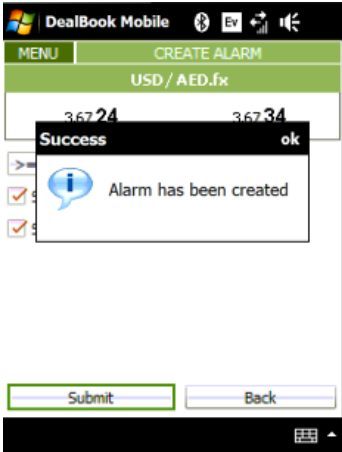 DealBook Mobile Ev
MENU CREATE ALARM
USD / AED.fx
3.6724 3.6734
Success ok
>=
Alarm has been created
Submit Back